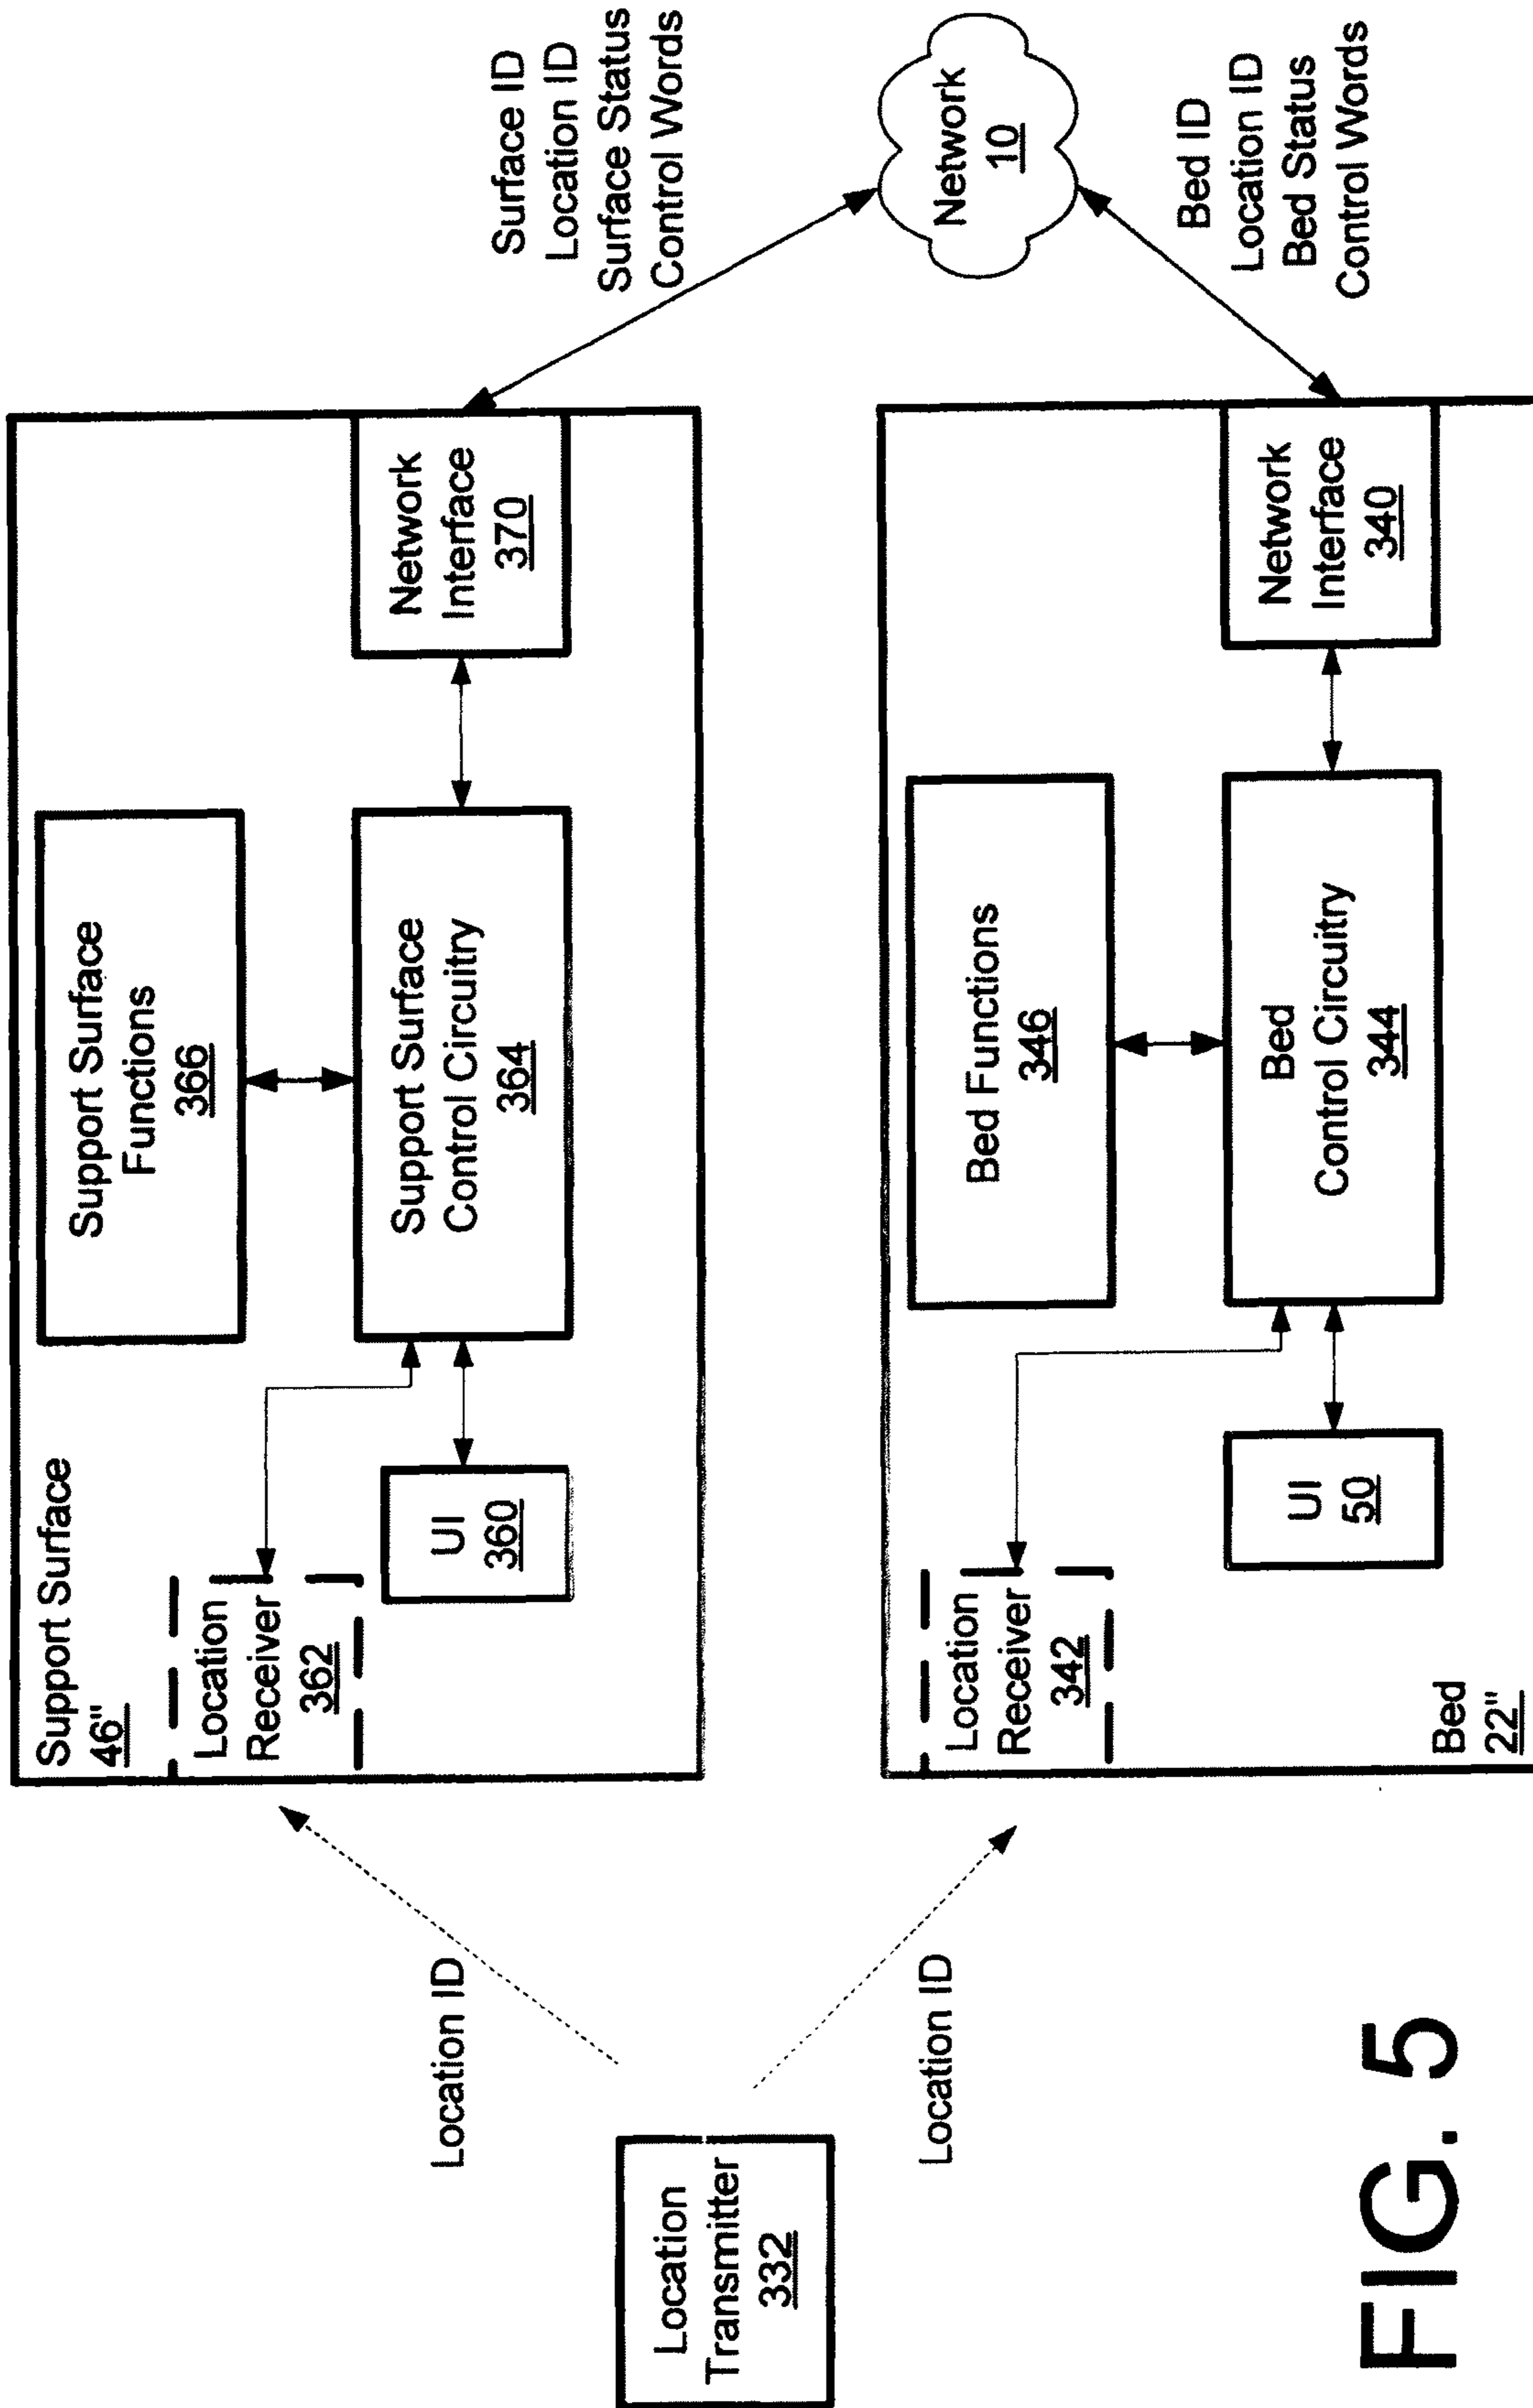 Location
Transmitter
332
Location ID
Location ID
Support Surface
46"
Location
Receiver
362
UI
360
Support Surface
Functions
366
Support Surface
Control Circuitry
364
Network
Interface
370
Surface ID
Location ID
Surface Status
Control Words
Network
10
Location
Receiver
342
Bed
22"
UI
50
Bed Functions
346
Bed
Control Circuitry
344
Network
Interface
340
Bed ID
Location ID
Bed Status
Control Words
FIG. 5